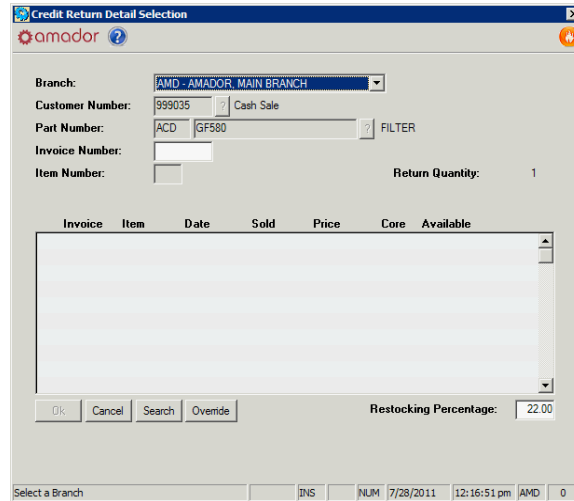 Credit Return Detail Selection
amador
Branch: AMD - AMADOR, MAIN BRANCH
Customer Number: 999035 ? Cash Sale
Part Number: ACD GF580 ? FILTER
Invoice Number:
Item Number: Return Quantity: 1
Invoice Item Date Sold Price Core Available
Ok Cancel Search Override Restocking Percentage: 22.00
Select a Branch INS NUM 7/28/2011 12:16:51 pm AMD 0